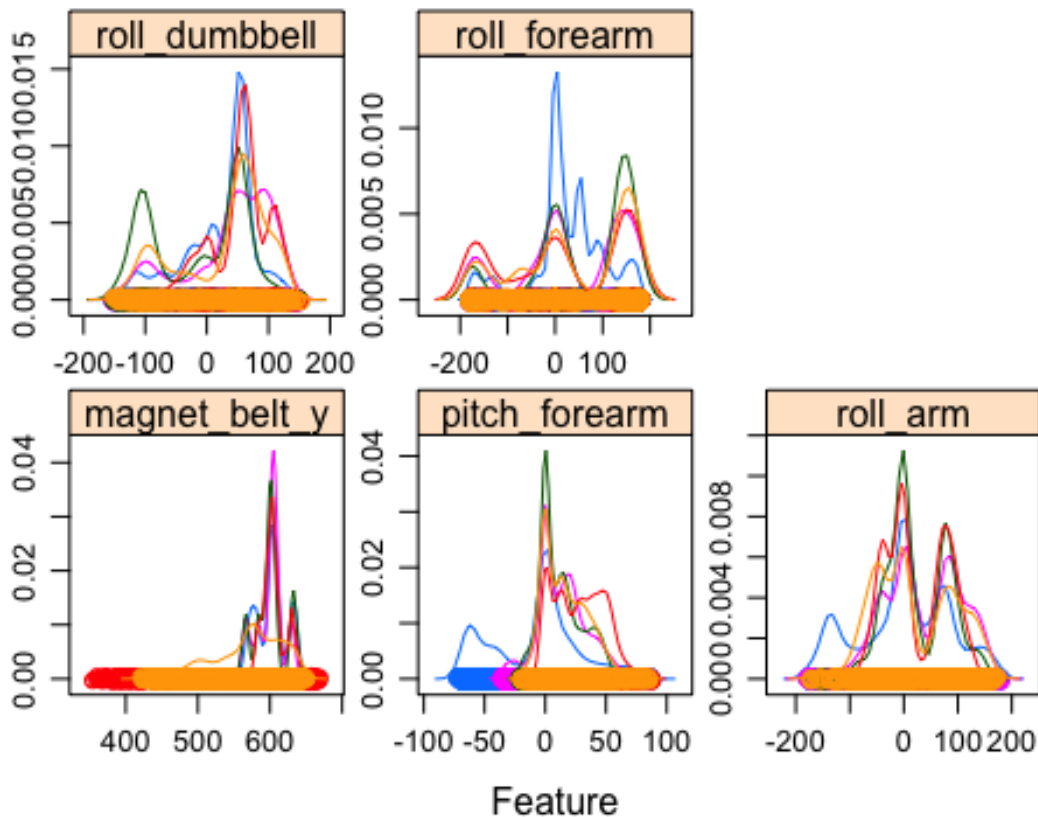 roll_dumbbell
roll_forearm
0.000 0.005 0.010 0.015
0.000 0.005 0.010
-200 -100 0 100 200
-200 0 100
magnet_belt_y
pitch_forearm
roll_arm
0.00 0.02 0.04
0.00 0.02 0.04
0.000 0.004 0.008
400 500 600
-100 -50 0 50 100
-200 0 100 200
Feature